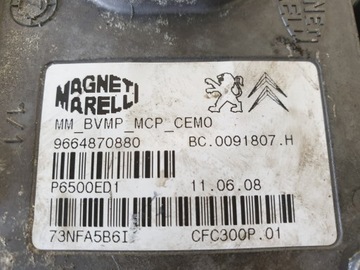 MAGNETI
MARELLI
MM_BVMP_MCP_CEMO
9664870880 BC.0091807.H
P6500ED1 11.06.08
73NFA5B6I CFC300P.01